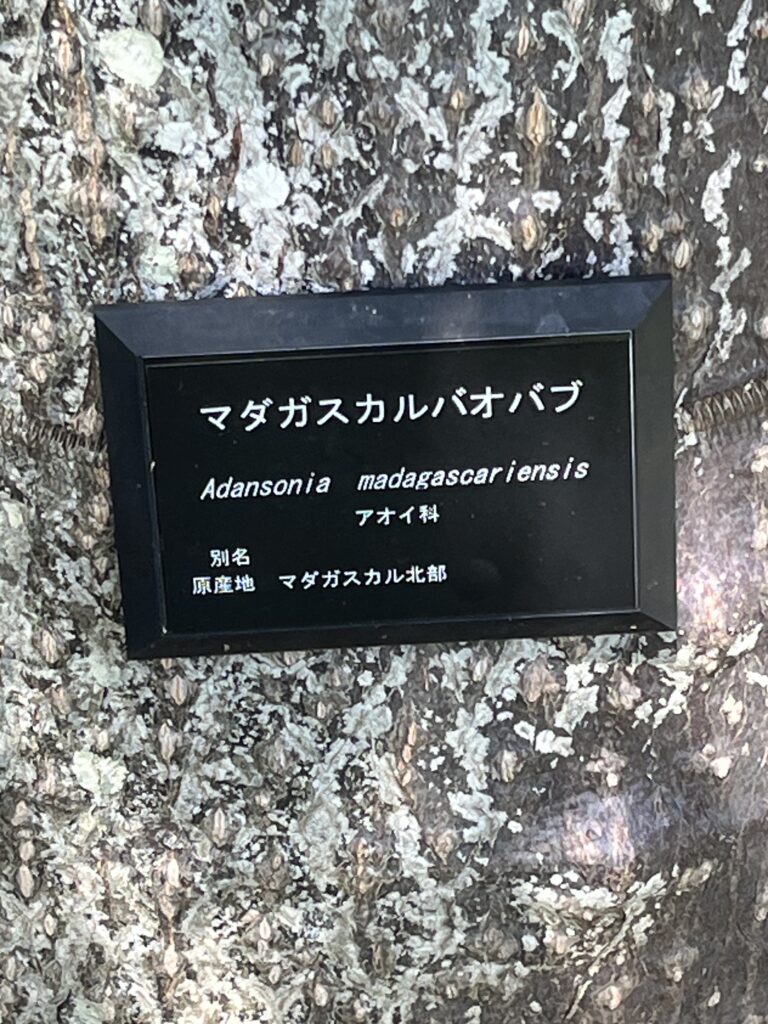 マダガスカルバオバブ
Adansonia madagascariensis
アオイ科
別名
原産地 マダガスカル北部